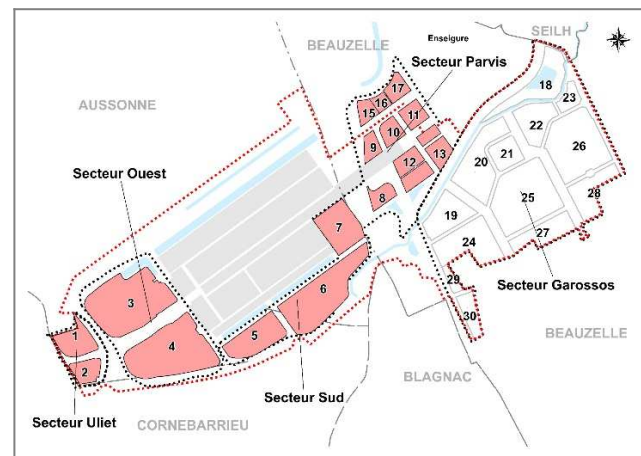 SEILH
BEAUZELLE
Enseigure
Secteur Parvis
AUSSONNE
Secteur Ouest
17
16
15
18
23
11
10
22
9
13
26
12
21
20
28
8
25
7
19
27
24
6
3
Secteur Garossos
29
5
30
4
1
2
BEAUZELLE
BLAGNAC
Secteur Uliet
Secteur Sud
CORNEBARRIEU